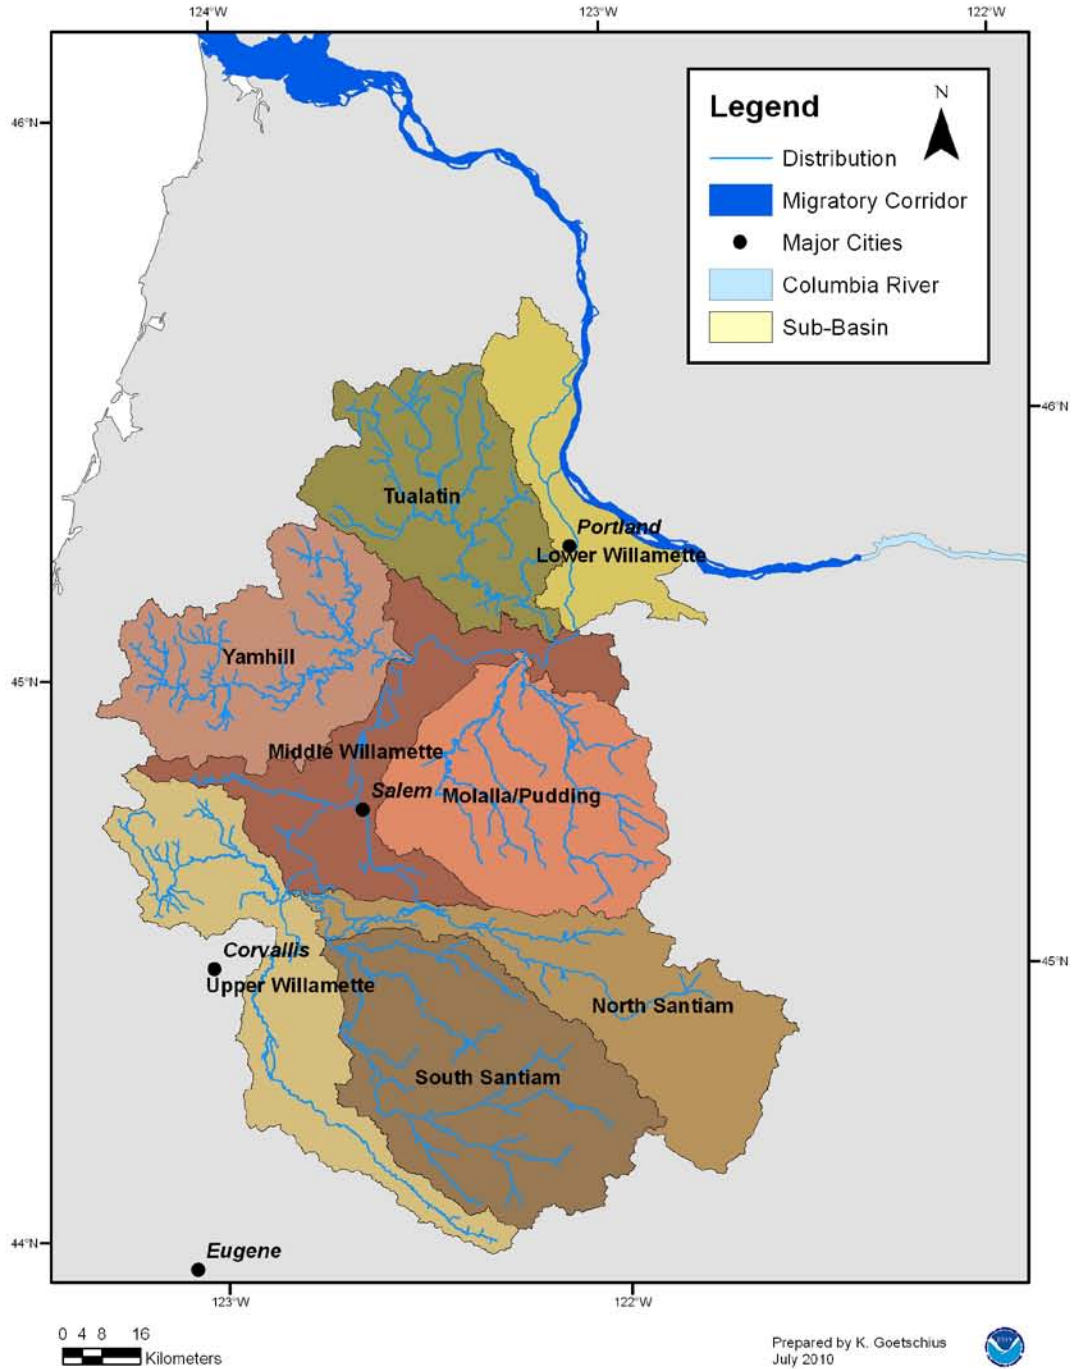 124°W
123°W
122°W
46°N
Legend
N
Distribution
Migratory Corridor
Major Cities
Columbia River
Sub-Basin
46°N
Tualatin
Portland
Lower Willamette
Yamhill
45°N
Middle Willamette
Salem
Molalla/Pudding
Corvallis
45°N
Upper Willamette
North Santiam
South Santiam
44°N
Eugene
123°W
122°W
0 4 8 16
Kilometers
Prepared by K. Goetschius
July 2010